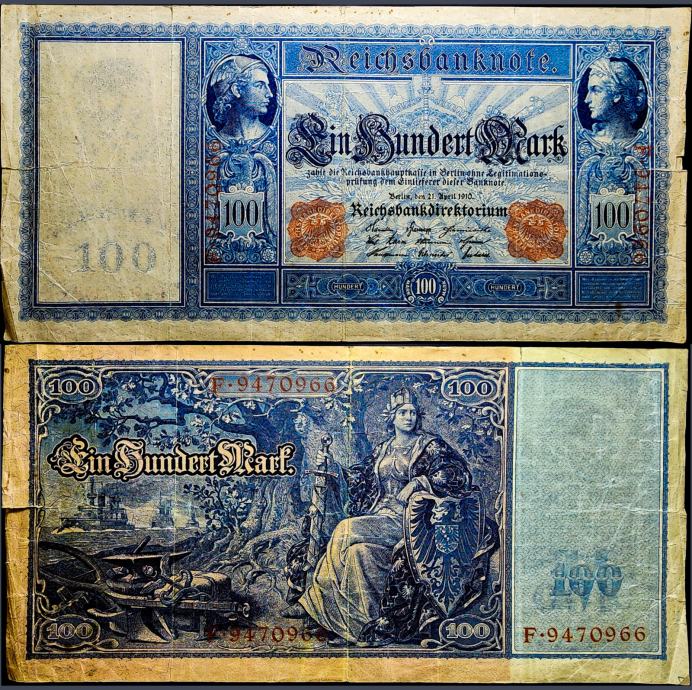 Reichsbanknote.
Ein Hundert Mark
zahlt die Reichsbankhauptkasse in Berlin ohne Legitimations-
prüfung dem Einlieferer dieser Banknote.
Berlin, den 21. April 1910.
Reichsbankdirektorium
F·9470966
F·9470966
100
100
100
HUNDERT
100
HUNDERT
100
F·9470966
100
Ein Hundert Mark.
100
100
F·9470966
100
F·9470966